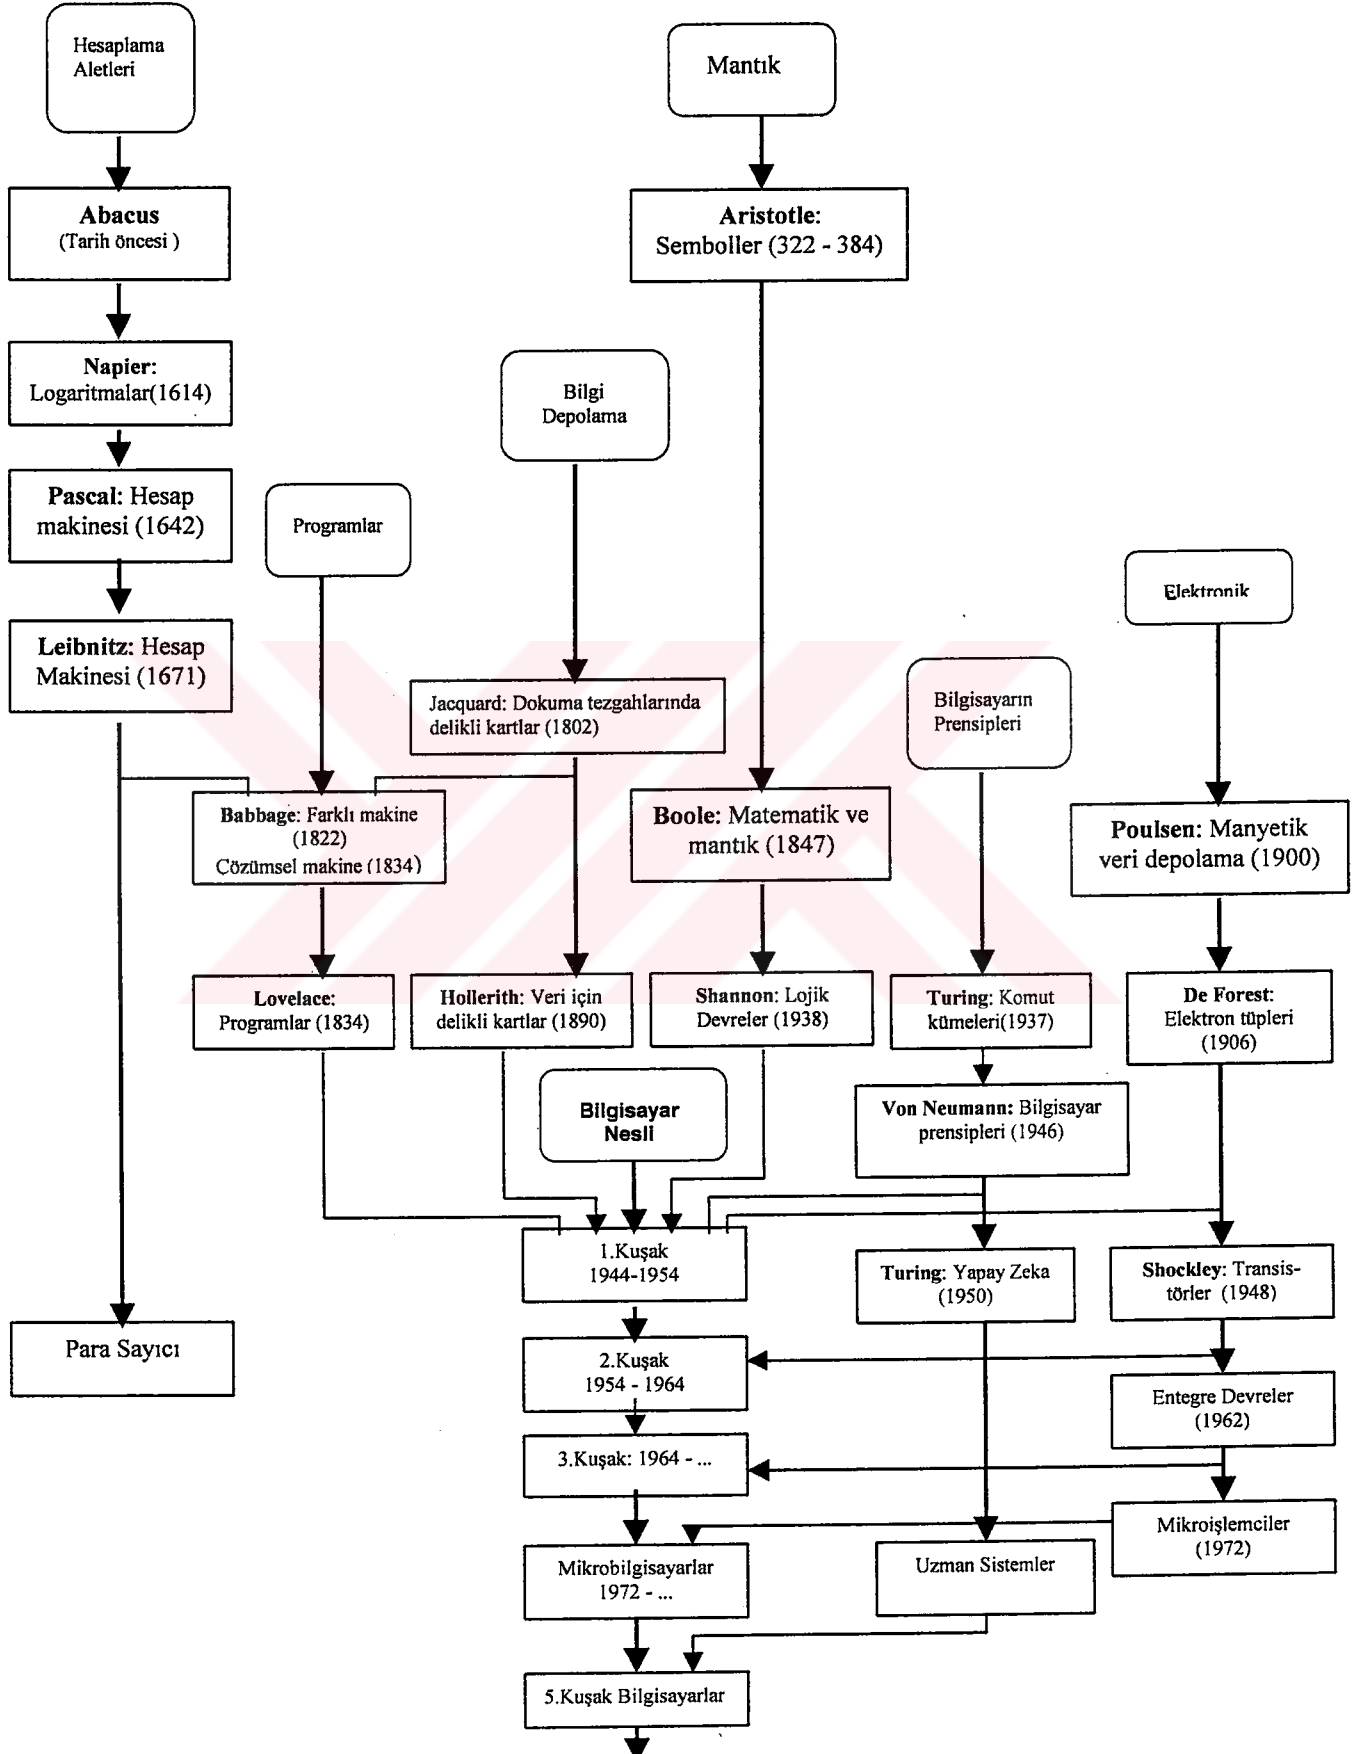 Hesaplama
Aletleri
Mantık
Abacus
(Tarih öncesi )
Aristotle:
Semboller (322 - 384)
Napier:
Logaritmalar(1614)
Bilgi
Depolama
Pascal: Hesap
makinesi (1642)
Programlar
Elektronik
Leibnitz: Hesap
Makinesi (1671)
Jacquard: Dokuma tezgahlarında
delikli kartlar (1802)
Bilgisayarın
Prensipleri
Babbage: Farklı makine
(1822)
Çözümsel makine (1834)
Boole: Matematik ve
mantık (1847)
Poulsen: Manyetik
veri depolama (1900)
Lovelace:
Programlar (1834)
Hollerith: Veri için
delikli kartlar (1890)
Shannon: Lojik
Devreler (1938)
Turing: Komut
kümeleri(1937)
De Forest:
Elektron tüpleri
(1906)
Bilgisayar
Nesli
Von Neumann: Bilgisayar
prensipleri (1946)
1.Kuşak
1944-1954
Turing: Yapay Zeka
(1950)
Shockley: Transis-
törler (1948)
Para Sayıcı
2.Kuşak
1954 - 1964
Entegre Devreler
(1962)
3.Kuşak: 1964 - ...
Mikroişlemciler
(1972)
Mikrobilgisayarlar
1972 - ...
Uzman Sistemler
5.Kuşak Bilgisayarlar